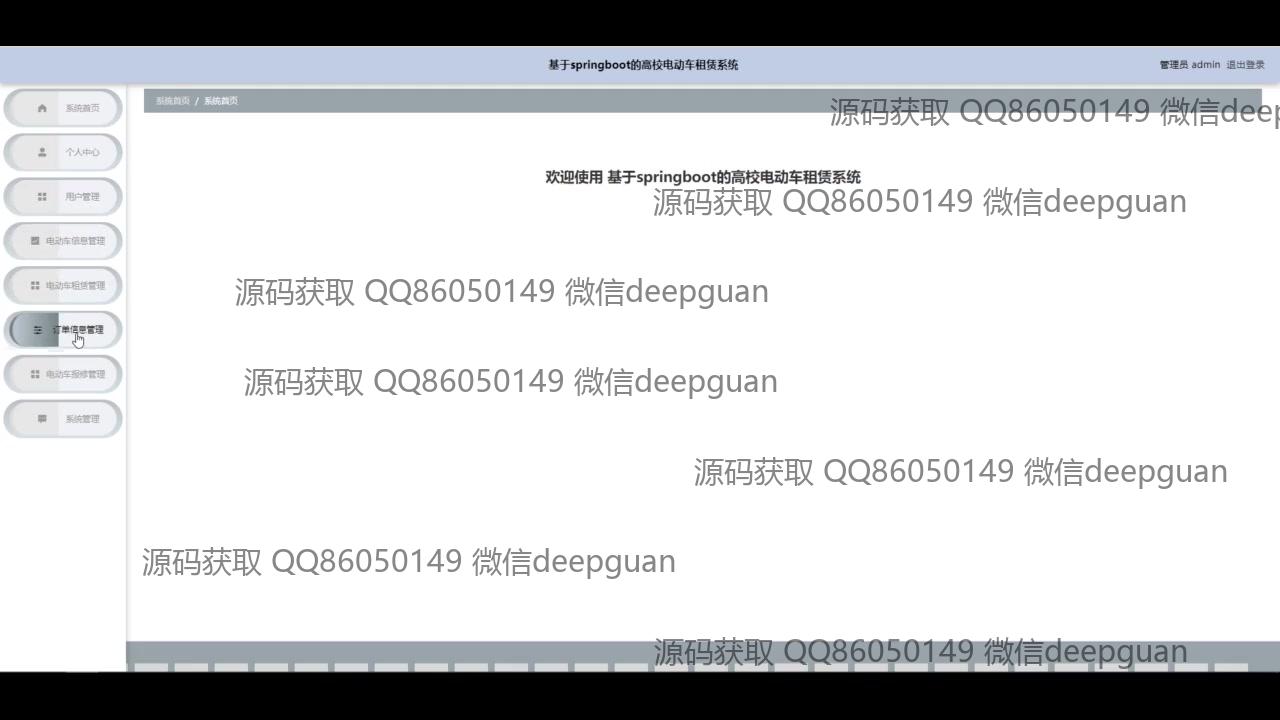 基于springboot的高校电动车租赁系统
管理员 admin 退出登录
系统首页
个人中心
用户管理
电动车信息管理
电动车租赁管理
订单信息管理
电动车报修管理
系统管理
系统首页 / 系统首页
源码获取 QQ86050149 微信deep
欢迎使用 基于springboot的高校电动车租赁系统
源码获取 QQ86050149 微信deepguan
源码获取 QQ86050149 微信deepguan
源码获取 QQ86050149 微信deepguan
源码获取 QQ86050149 微信deepguan
源码获取 QQ86050149 微信deepguan
源码获取 QQ86050149 微信deepguan